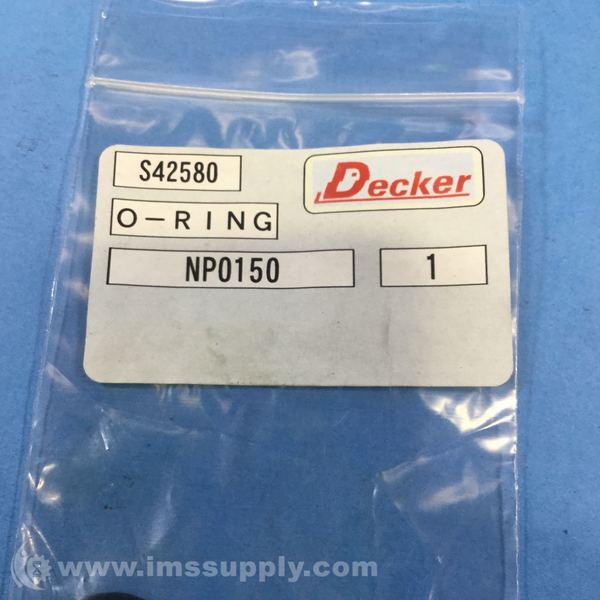 S42580
Decker
O-RING
NP0150
1
www.imssupply.com